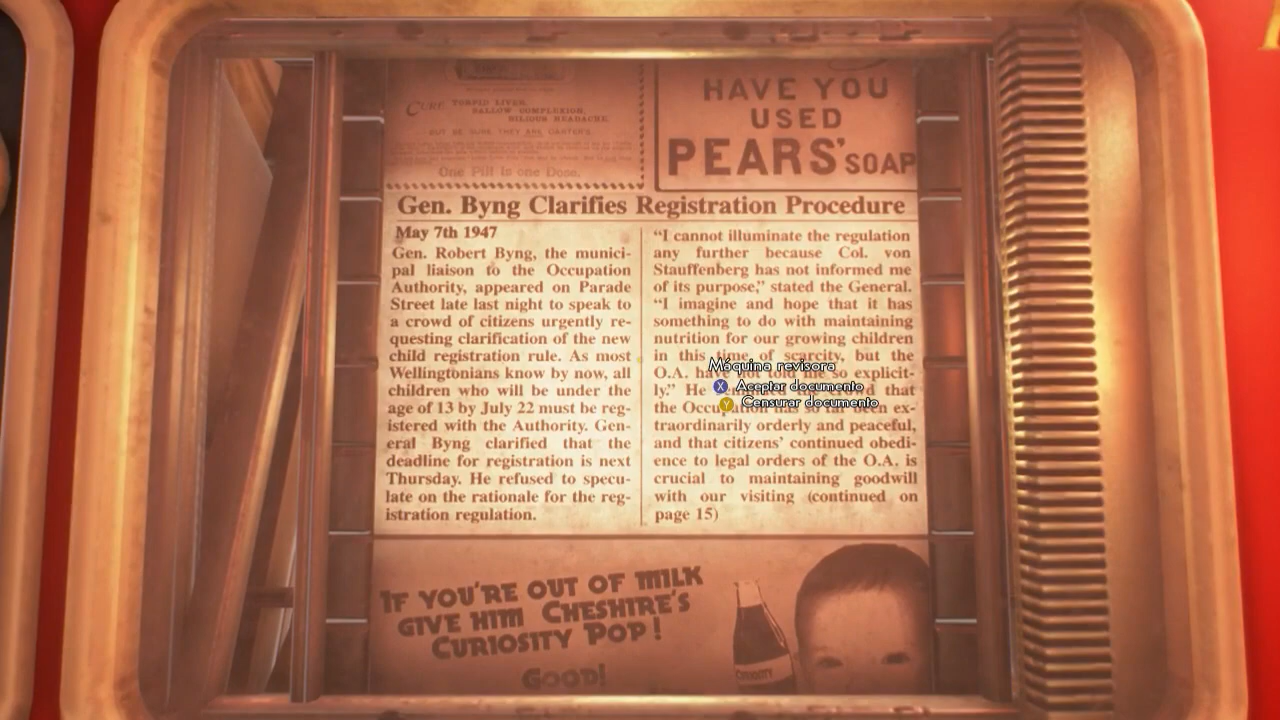 CURE TORPID LIVER,
SALLOW COMPLEXION,
BILIOUS HEADACHE.
BUT BE SURE THEY ARE CARTER'S.
One Pill is one Dose.
HAVE YOU
USED
PEARS' SOAP
Gen. Byng Clarifies Registration Procedure
May 7th 1947
Gen. Robert Byng, the munici-
pal liaison to the Occupation
Authority, appeared on Parade
Street late last night to speak to
a crowd of citizens urgently re-
questing clarification of the new
child registration rule. As most
Wellingtonians know by now, all
children who will be under the
age of 13 by July 22 must be reg-
istered with the Authority. Gen-
eral Byng clarified that the
deadline for registration is next
Thursday. He refused to specu-
late on the rationale for the reg-
istration regulation.
“I cannot illuminate the regulation
any further because Col. von
Stauffenberg has not informed me
of its purpose,” stated the General.
“I imagine and hope that it has
something to do with maintaining
nutrition for our growing children
in this time of scarcity, but the
O.A. have not told me so explicit-
ly.” He the crowd that
the Occupation has so far been ex-
traordinarily orderly and peaceful,
and that citizens’ continued obedi-
ence to legal orders of the O.A. is
crucial to maintaining goodwill
with our visiting (continued on
page 15)
Máquina revisora
X Aceptar documento
Y Censurar documento
IF YOU'RE OUT OF MILK
GIVE HIM CHESHIRE'S
CURIOSITY POP!
GOOD!
CURIOSITY